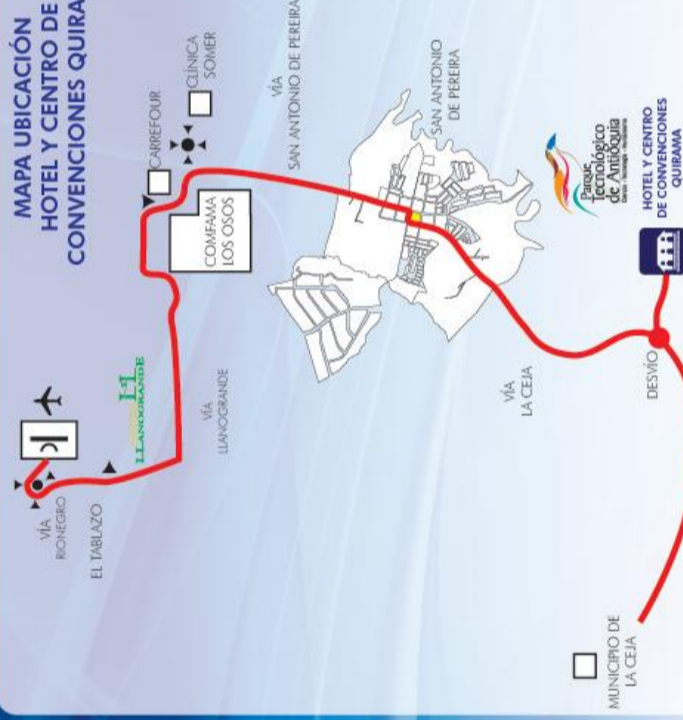 MAPA UBICACIÓN
HOTEL Y CENTRO DE
CONVENCIONES QUIRA
CARREFOUR
CLÍNICA
SOMER
VÍA
SAN ANTONIO DE PEREIRA
COMFAMA
LOS OSOS
SAN ANTONIO
DE PEREIRA
LLANOGRANDE
VÍA
LLANOGRANDE
VÍA
RIONEGRO
EL TABLAZO
Parque
Tecnológico
de Antioquia
HOTEL Y CENTRO
DE CONVENCIONES
QUIRAMA
VÍA
LA CEJA
DESVÍO
MUNICIPIO DE
LA CEJA